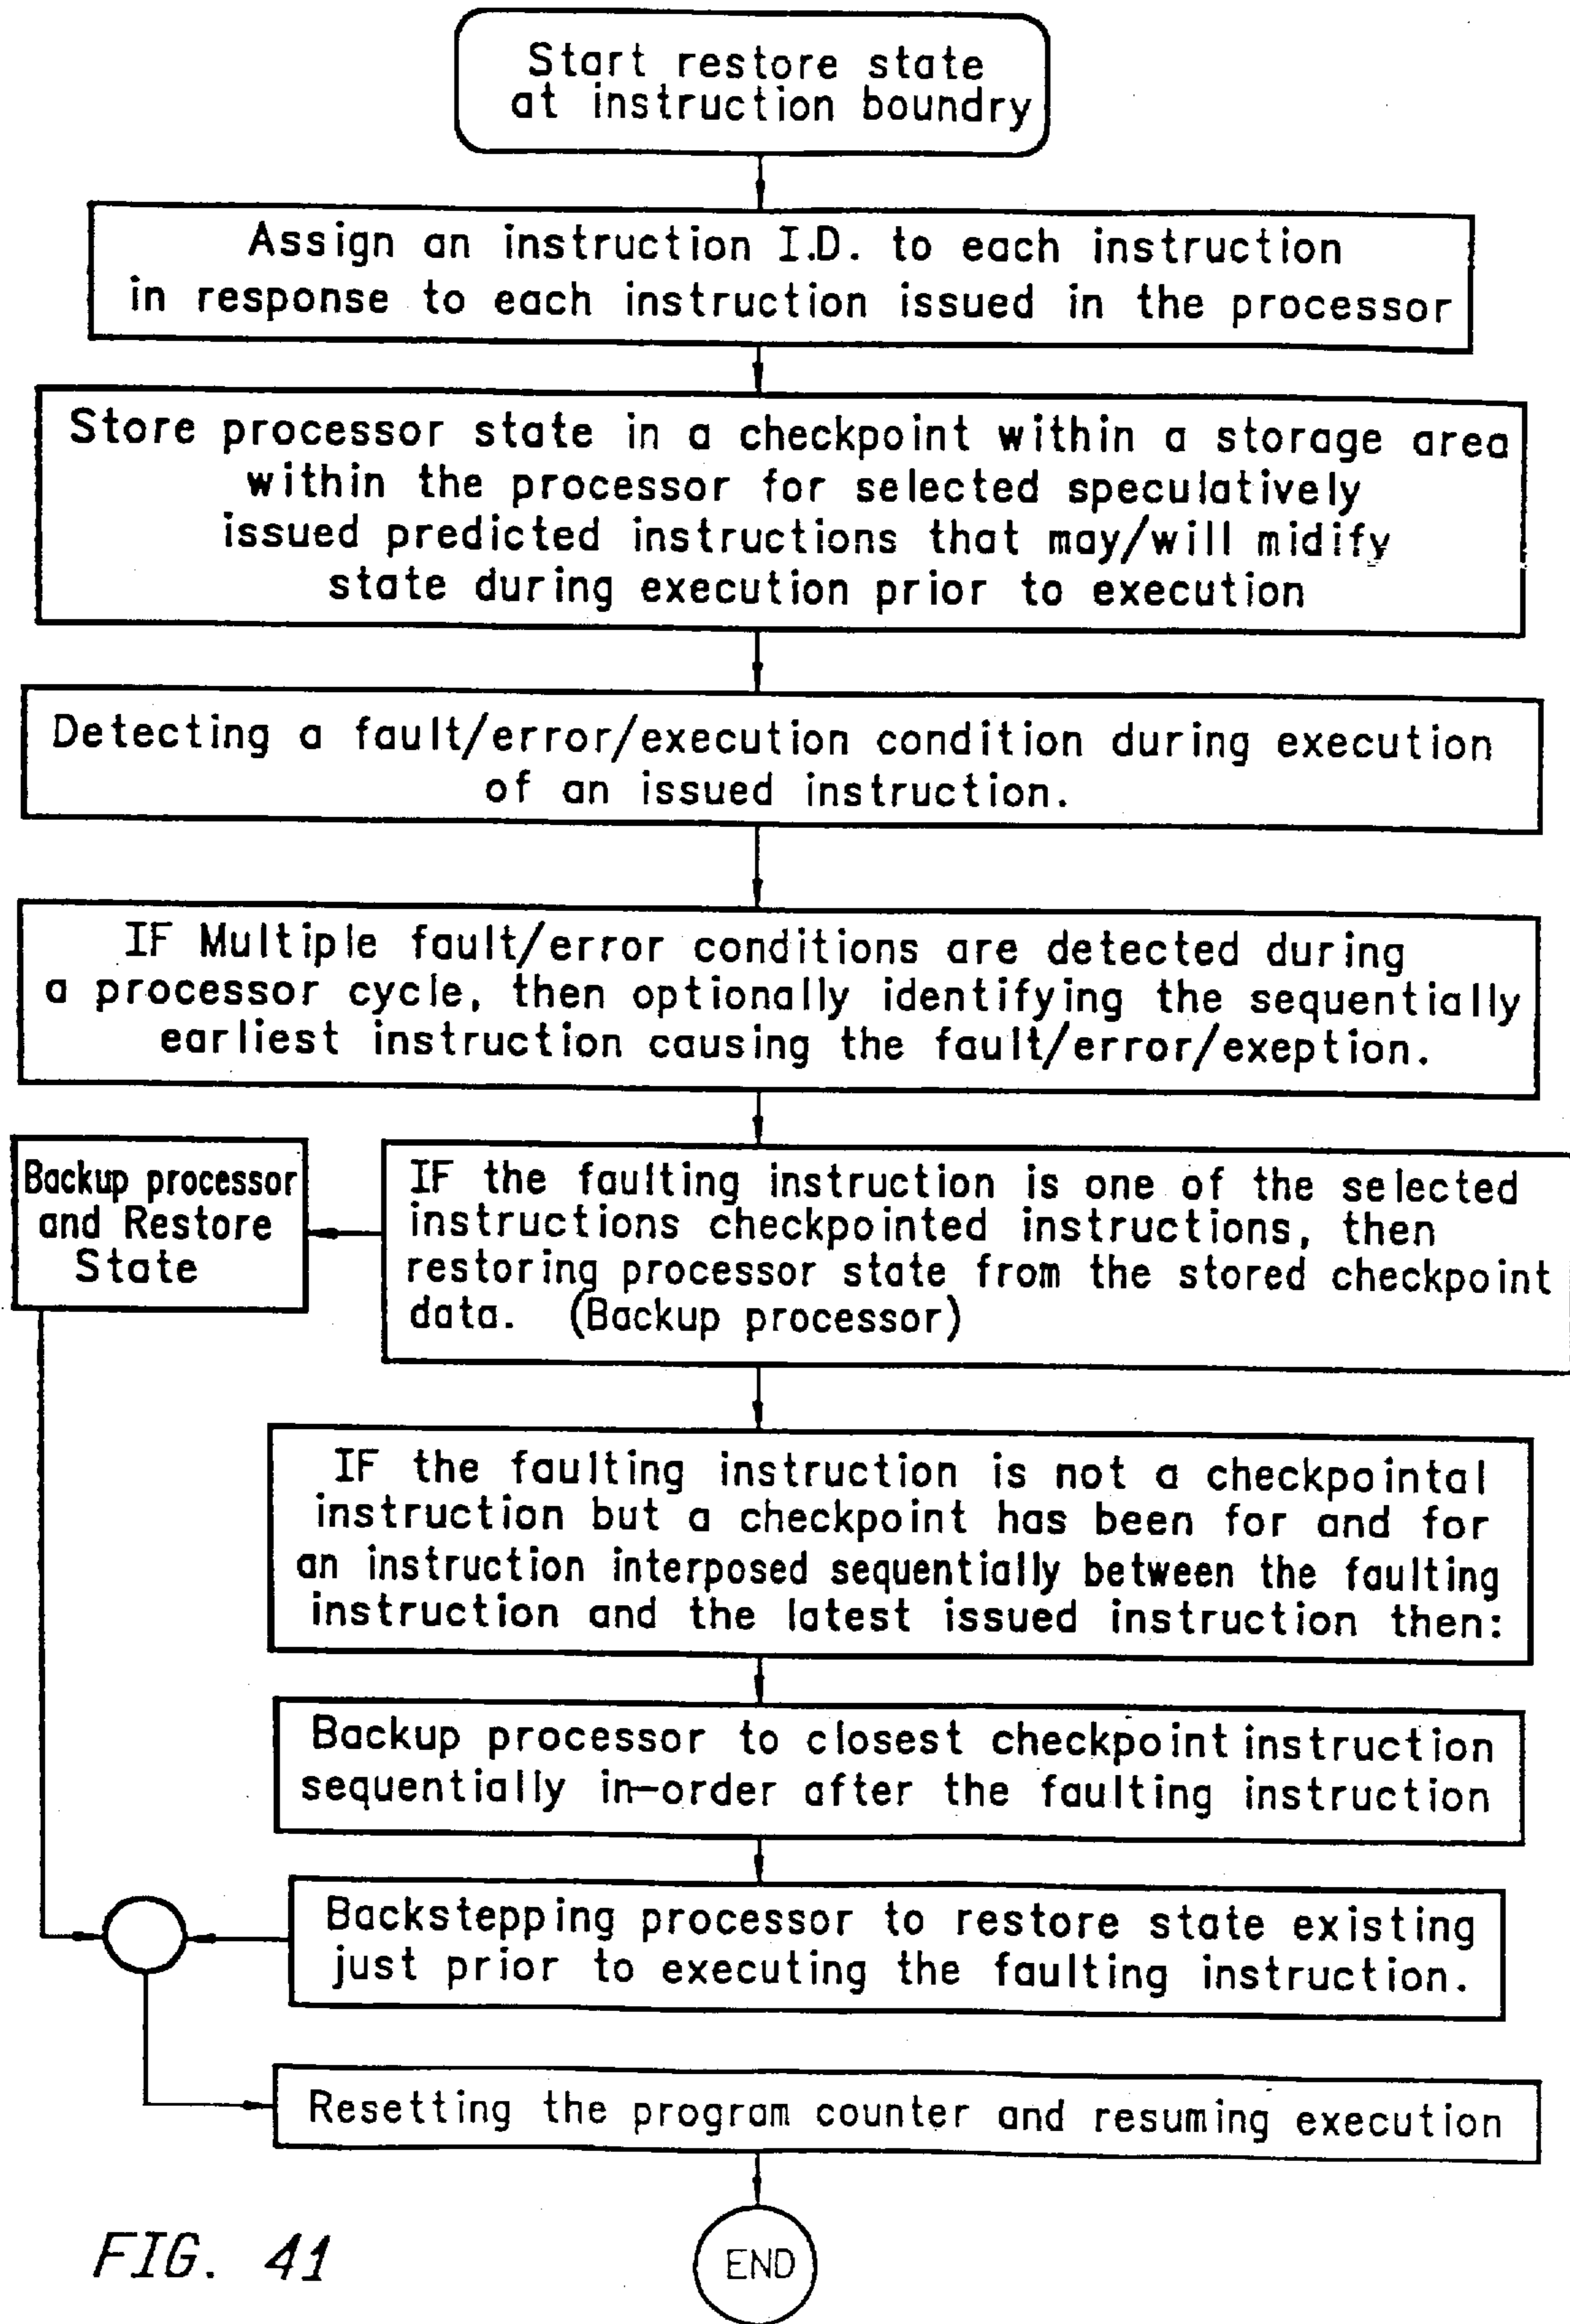 Start restore state
at instruction boundry
Assign an instruction I.D. to each instruction
in response to each instruction issued in the processor
Store processor state in a checkpoint within a storage area
within the processor for selected speculatively
issued predicted instructions that may/will midify
state during execution prior to execution
Detecting a fault/error/execution condition during execution
of an issued instruction.
IF Multiple fault/error conditions are detected during
a processor cycle, then optionally identifying the sequentially
earliest instruction causing the fault/error/exeption.
Backup processor
and Restore
State
IF the faulting instruction is one of the selected
instructions checkpointed instructions, then
restoring processor state from the stored checkpoint
data. (Backup processor)
IF the faulting instruction is not a checkpointal
instruction but a checkpoint has been for and for
an instruction interposed sequentially between the faulting
instruction and the latest issued instruction then:
Backup processor to closest checkpoint instruction
sequentially in-order after the faulting instruction
Backstepping processor to restore state existing
just prior to executing the faulting instruction.
Resetting the program counter and resuming execution
END
FIG. 41